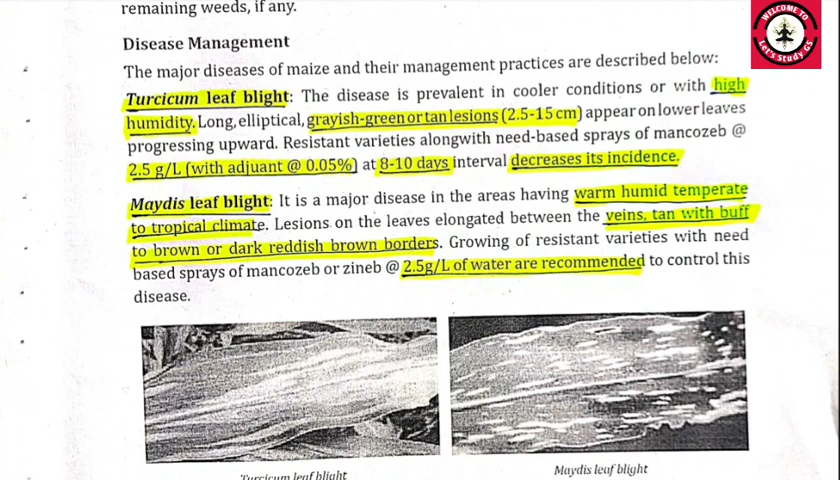 WELCOME TO
Let's Study GS
remaining weeds, if any.
Disease Management
The major diseases of maize and their management practices are described below:
Turcicum leaf blight: The disease is prevalent in cooler conditions or with high
humidity. Long, elliptical, grayish-green or tan lesions (2.5-15 cm) appear on lower leaves
progressing upward. Resistant varieties alongwith need-based sprays of mancozeb @
2.5 g/L (with adjuant @ 0.05%) at 8-10 days interval decreases its incidence.
Maydis leaf blight: It is a major disease in the areas having warm humid temperate
to tropical climate. Lesions on the leaves elongated between the veins, tan with buff
to brown or dark reddish brown borders. Growing of resistant varieties with need
based sprays of mancozeb or zineb @ 2.5g/L of water are recommended to control this
disease.
Turcicum leaf blight
Maydis leaf blight